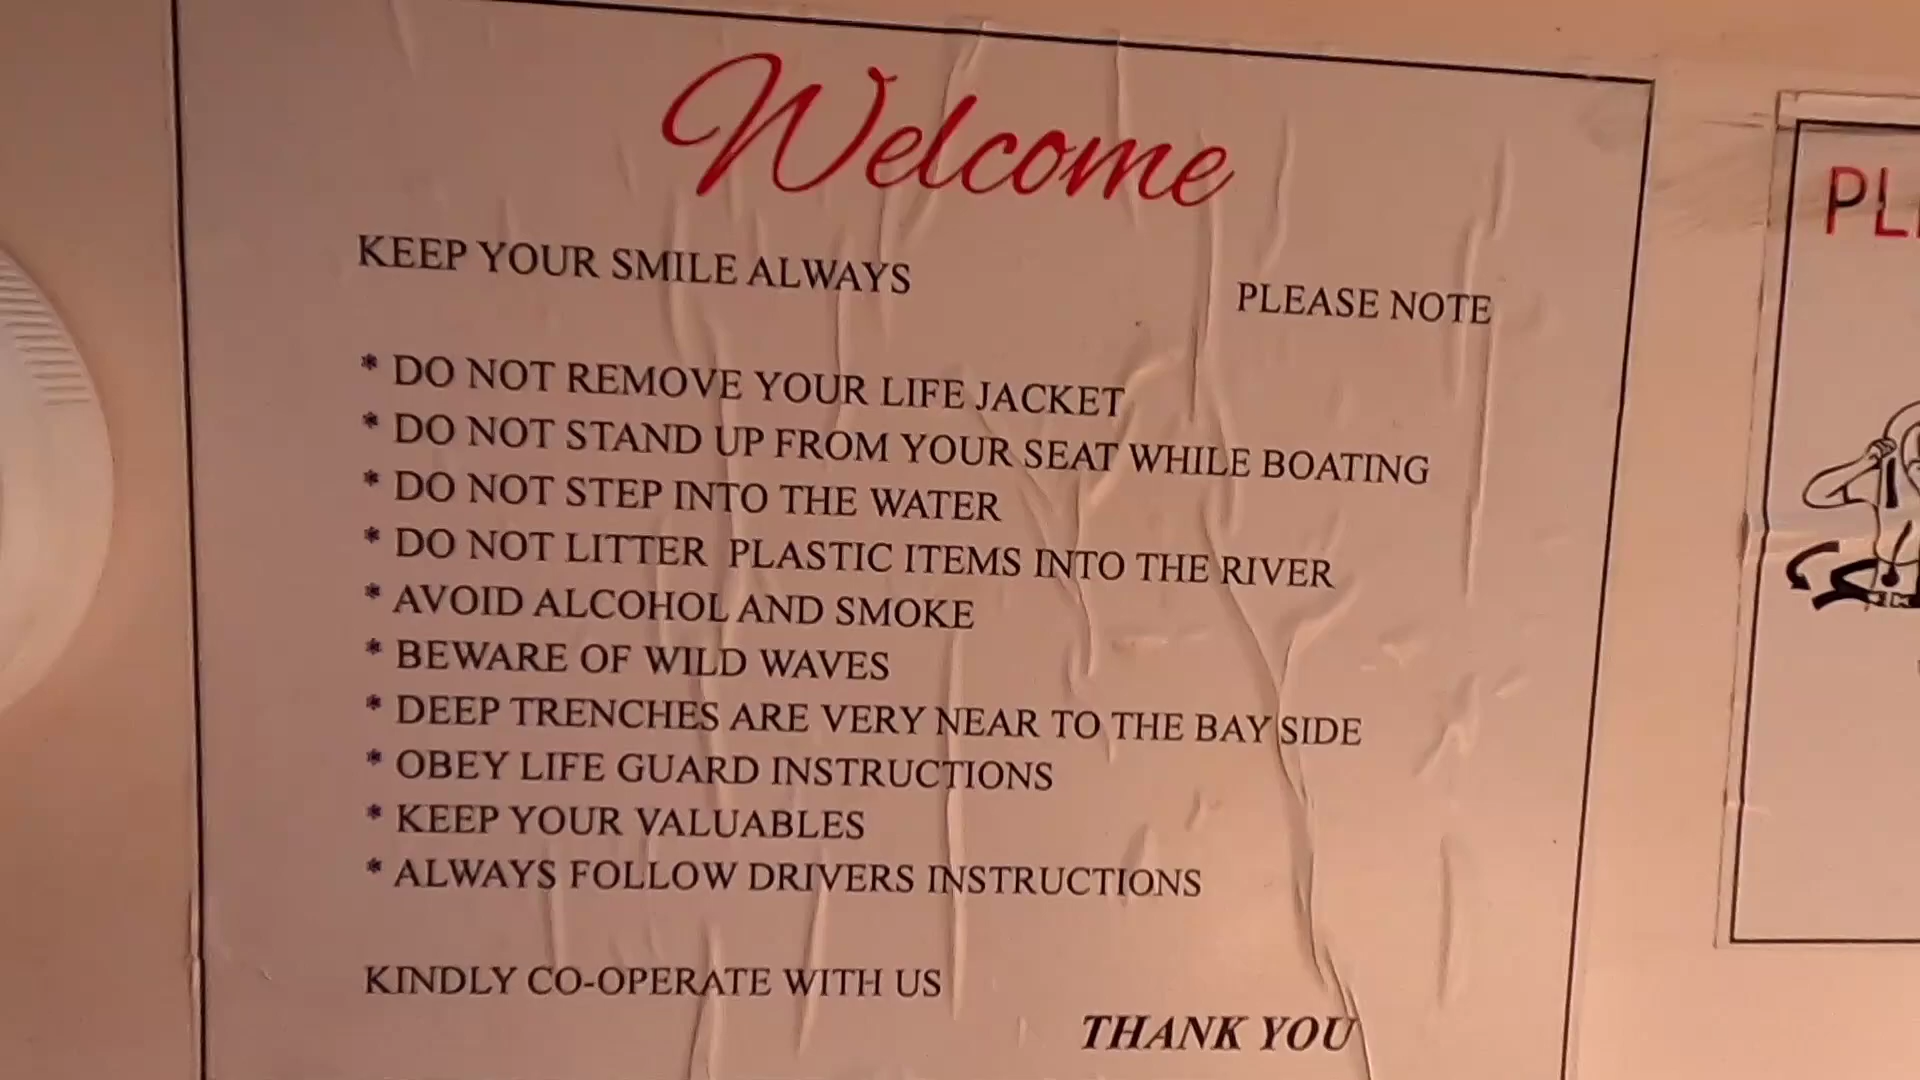 Welcome
KEEP YOUR SMILE ALWAYS
PLEASE NOTE
* DO NOT REMOVE YOUR LIFE JACKET
* DO NOT STAND UP FROM YOUR SEAT WHILE BOATING
* DO NOT STEP INTO THE WATER
* DO NOT LITTER PLASTIC ITEMS INTO THE RIVER
* AVOID ALCOHOL AND SMOKE
* BEWARE OF WILD WAVES
* DEEP TRENCHES ARE VERY NEAR TO THE BAY SIDE
* OBEY LIFE GUARD INSTRUCTIONS
* KEEP YOUR VALUABLES
* ALWAYS FOLLOW DRIVERS INSTRUCTIONS
KINDLY CO-OPERATE WITH US
THANK YOU